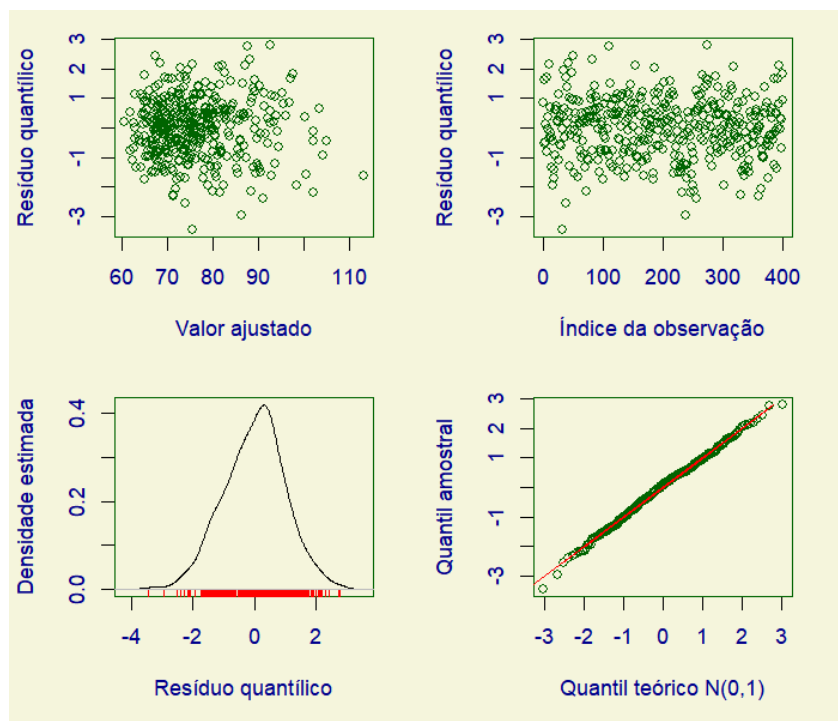 Resíduo quantílico
3
2
1
-1
-3
60 70 80 90 110
Valor ajustado
Resíduo quantílico
3
2
1
-1
-3
0 100 200 300 400
Índice da observação
Densidade estimada
0.4
0.2
0.0
-4 -2 0 2
Resíduo quantílico
Quantil amostral
3
2
1
-1
-3
-3 -2 -1 0 1 2 3
Quantil teórico N(0,1)